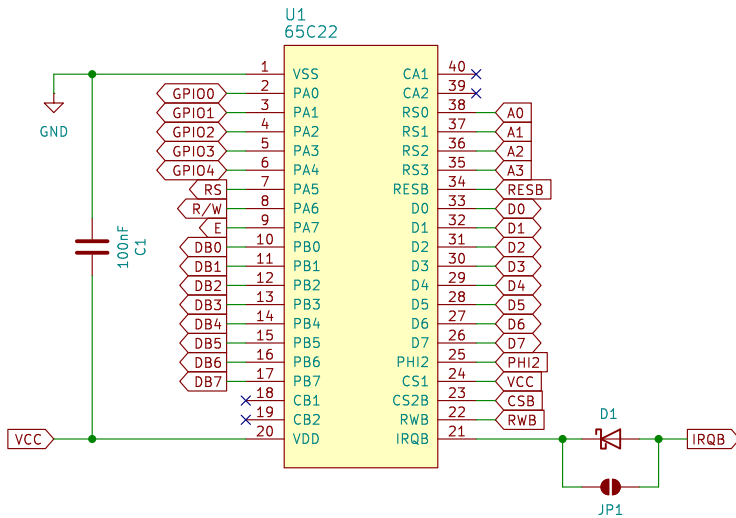 U1
65C22
1 VSS CA1 40
GPIO0 2 PA0 CA2 39
GPIO1 3 PA1 RS0 38 A0
GPIO2 4 PA2 RS1 37 A1
GPIO3 5 PA3 RS2 36 A2
GPIO4 6 PA4 RS3 35 A3
RS 7 PA5 RESB 34 RESB
R/W 8 PA6 D0 33 D0
E 9 PA7 D1 32 D1
DB0 10 PB0 D2 31 D2
DB1 11 PB1 D3 30 D3
DB2 12 PB2 D4 29 D4
DB3 13 PB3 D5 28 D5
DB4 14 PB4 D6 27 D6
DB5 15 PB5 D7 26 D7
DB6 16 PB6 PHI2 25 PHI2
DB7 17 PB7 CS1 24 VCC
18 CB1 CS2B 23 CSB
19 CB2 RWB 22 RWB
VCC 20 VDD IRQB 21 IRQB
GND
100nF
C1
D1
JP1